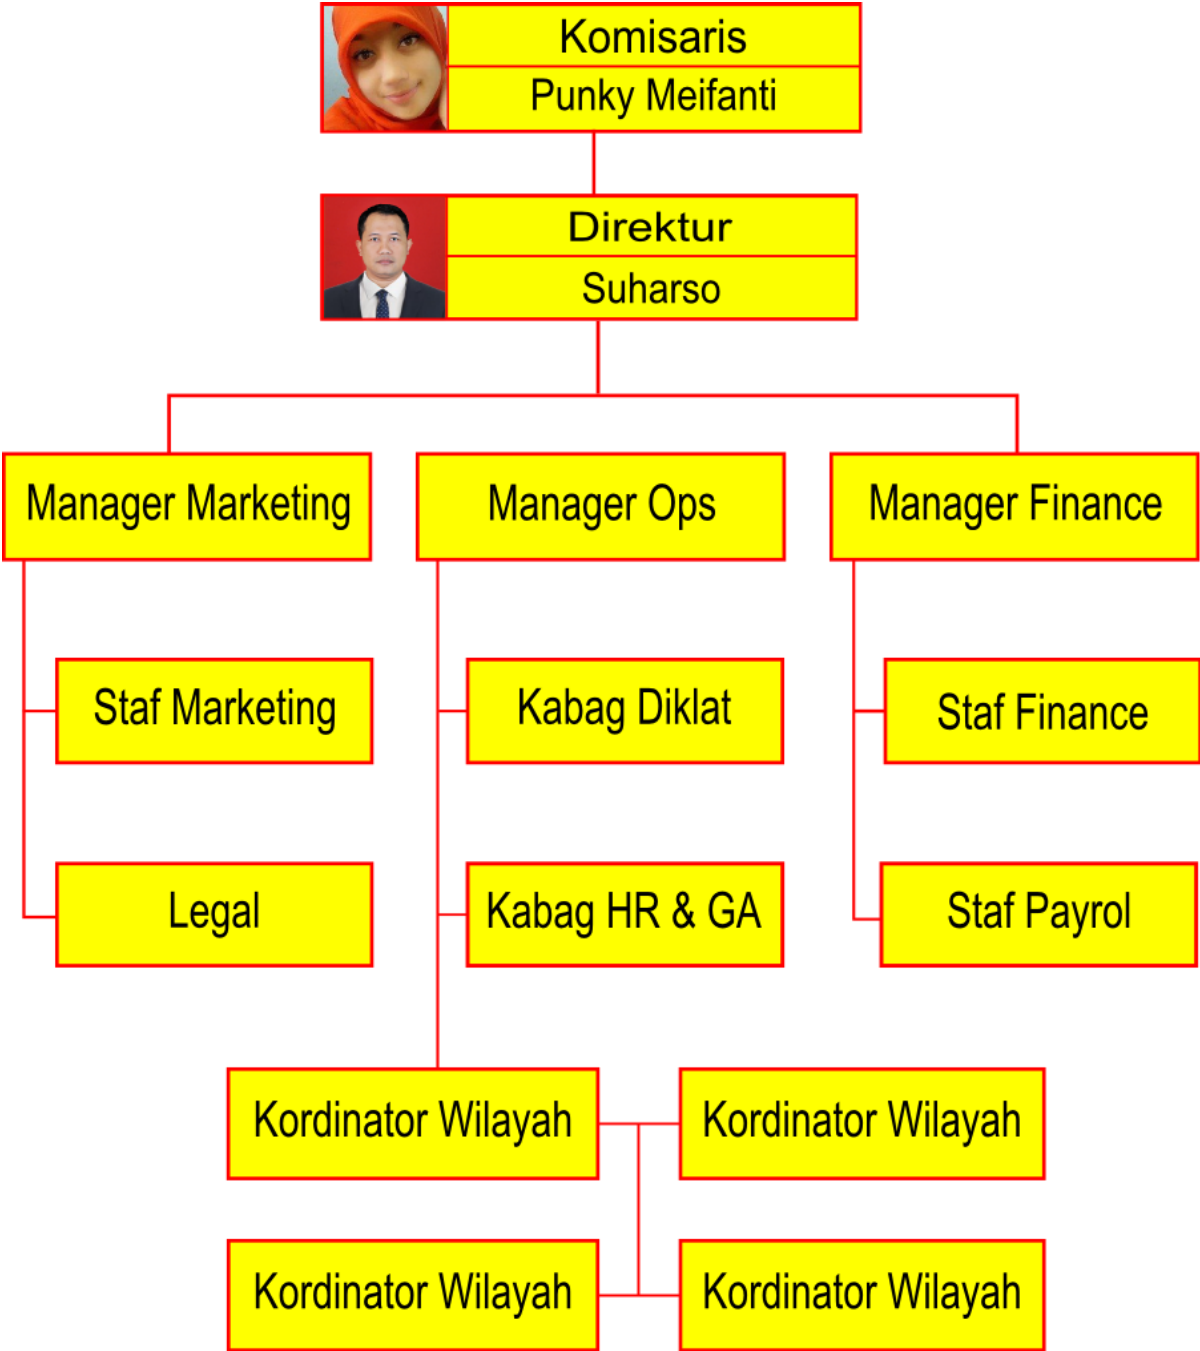 Komisaris
Punky Meifanti
Direktur
Suharso
Manager Marketing
Manager Ops
Manager Finance
Staf Marketing
Kabag Diklat
Staf Finance
Legal
Kabag HR & GA
Staf Payrol
Kordinator Wilayah
Kordinator Wilayah
Kordinator Wilayah
Kordinator Wilayah